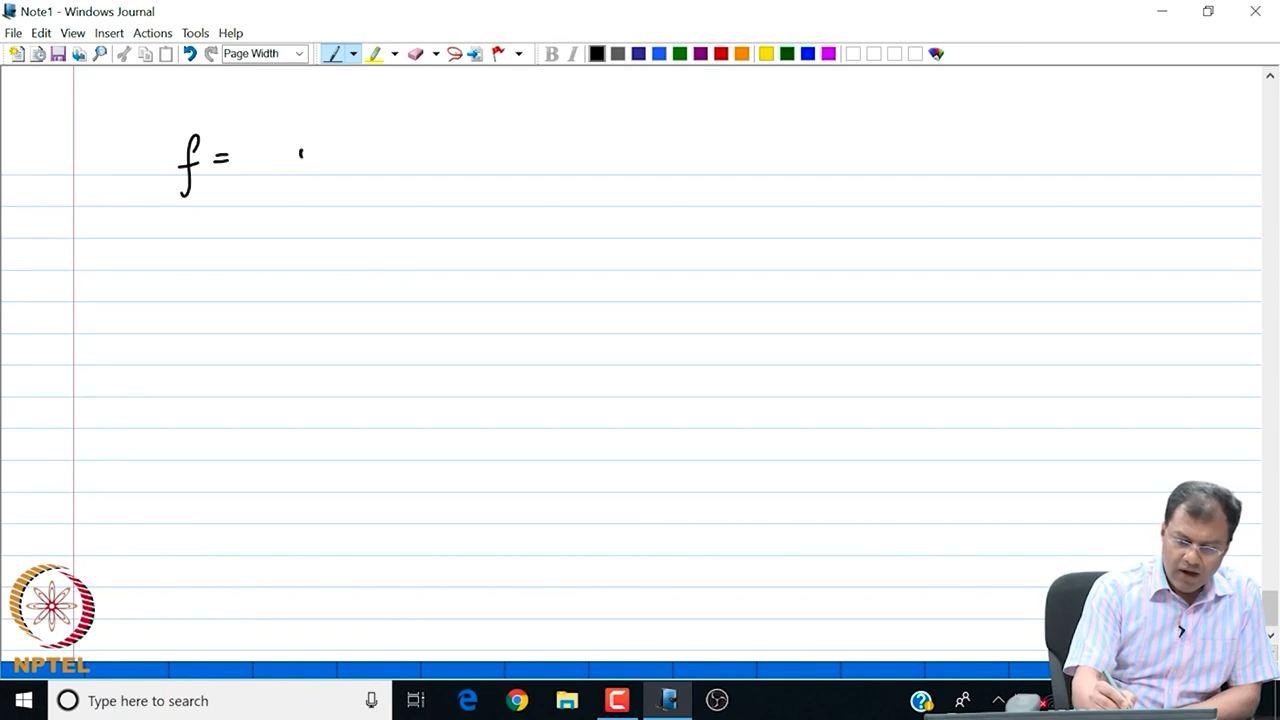 Note1 - Windows Journal
File Edit View Insert Actions Tools Help
Page Width B I
f =
NPTEL
Type here to search